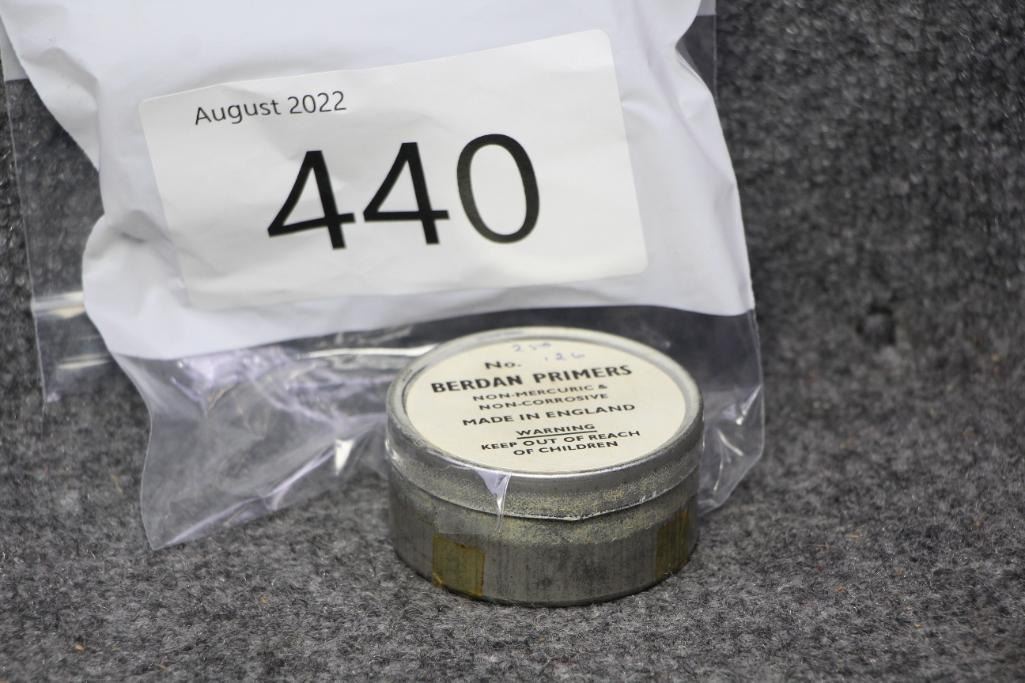 August 2022
440
No. .26
BERDAN PRIMERS
NON-MERCURIC &
NON-CORROSIVE
MADE IN ENGLAND
WARNING
KEEP OUT OF REACH
OF CHILDREN